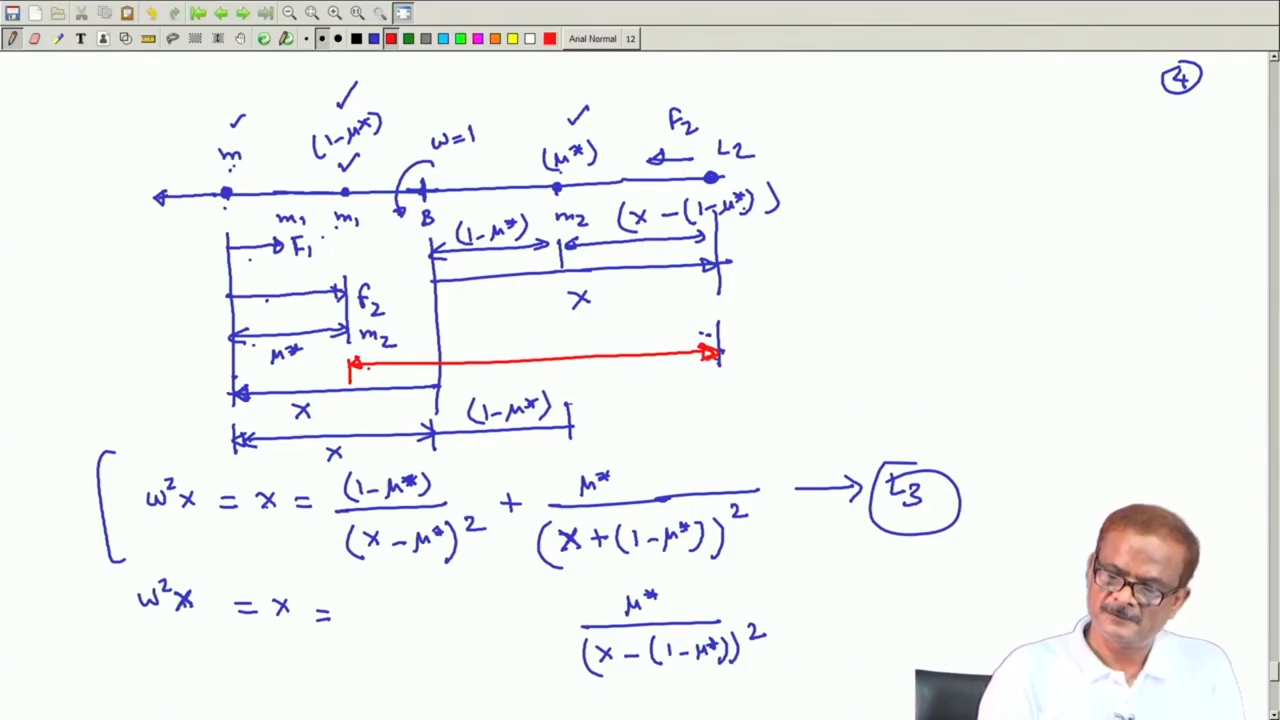 Arial Normal 12
4
m (1-μ*) ω=1 (μ*) F2 L2
m1 m1 B m2 (x-(1-μ*))
F1 (1-μ*)
f2 x
μ* m2
x (1-μ*)
x
ω²x = x = (1-μ*)/(x-μ*)² + μ*/(x+(1-μ*))² → L3
ω²x = x = μ*/(x-(1-μ*))²